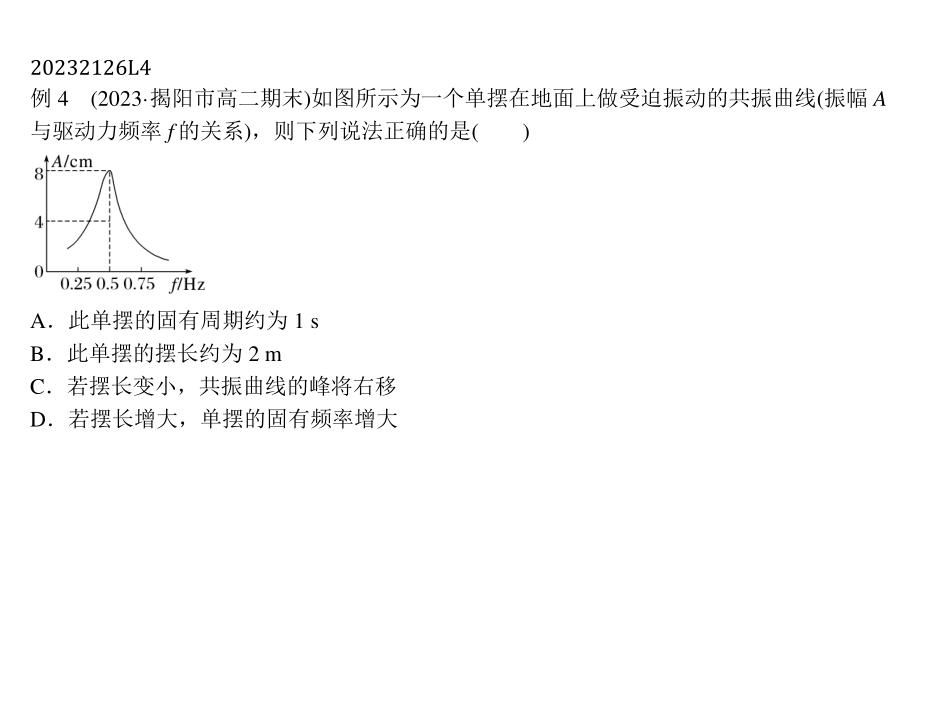 20232126L4
例 4　(2023·揭阳市高二期末)如图所示为一个单摆在地面上做受迫振动的共振曲线(振幅 A
与驱动力频率 f 的关系)，则下列说法正确的是(　　)
A/cm
8
4
0
0.25 0.5 0.75 f/Hz
A．此单摆的固有周期约为 1 s
B．此单摆的摆长约为 2 m
C．若摆长变小，共振曲线的峰将右移
D．若摆长增大，单摆的固有频率增大